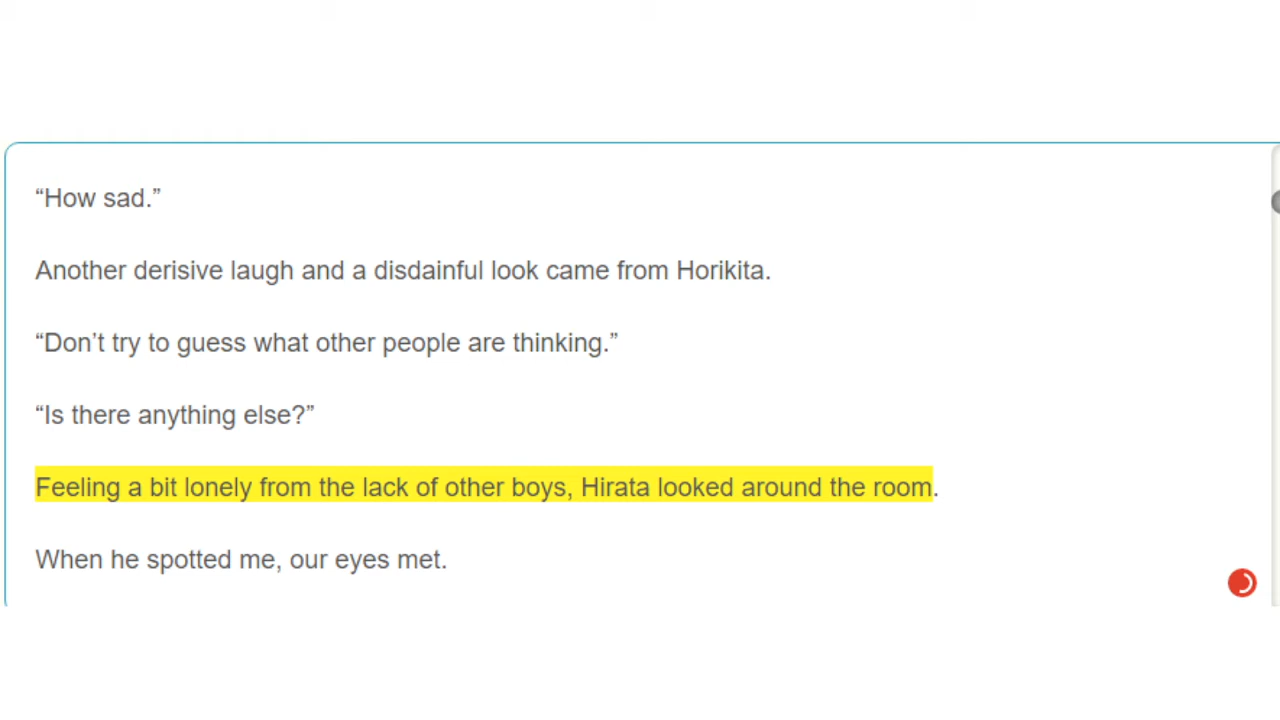 “How sad.”
Another derisive laugh and a disdainful look came from Horikita.
“Don’t try to guess what other people are thinking.”
“Is there anything else?”
Feeling a bit lonely from the lack of other boys, Hirata looked around the room.
When he spotted me, our eyes met.